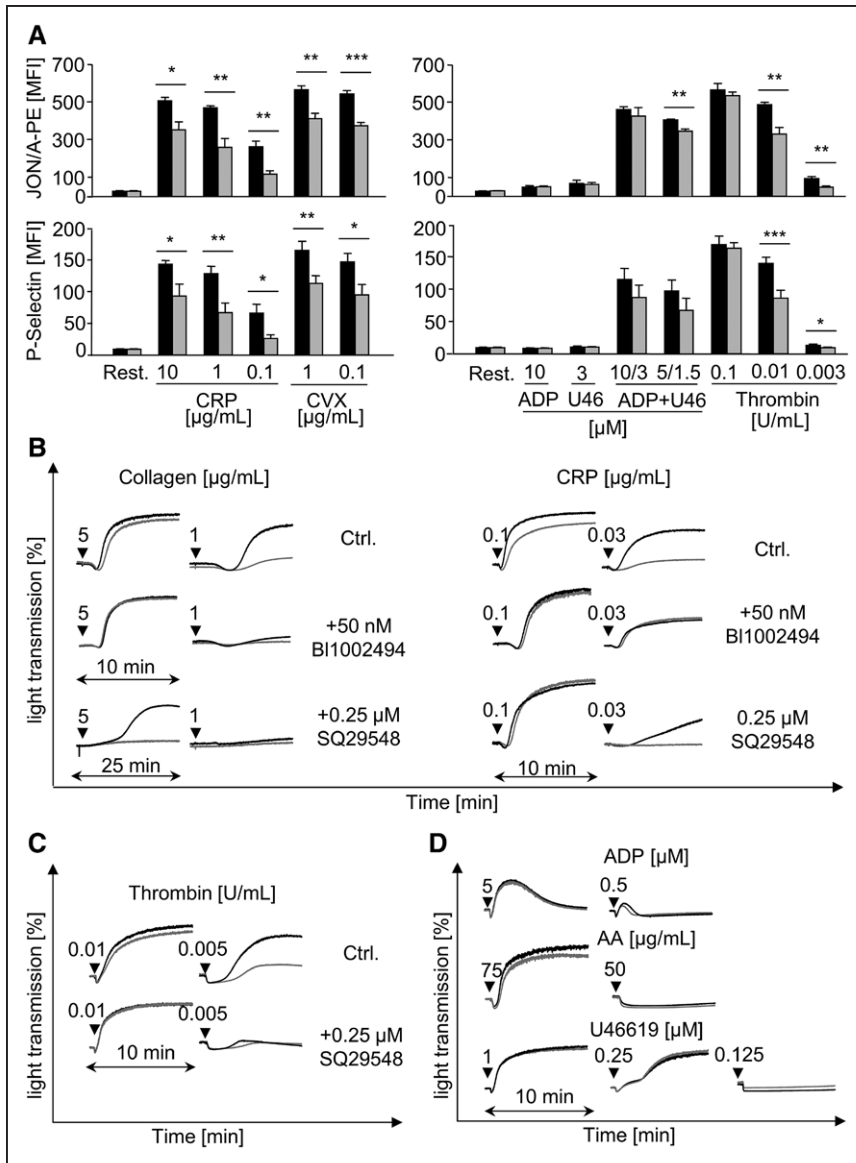 A
JON/A-PE [MFI]
700
500
300
100
0
* ** ** ** ***
700
500
300
100
0
** ** **
P-Selectin [MFI]
200
150
100
50
0
* ** * ** *
200
150
100
50
0
*** *
Rest. 10 1 0.1 1 0.1
CRP CVX
[µg/mL] µg/mL]
Rest. 10 3 10/3 5/1.5 0.1 0.01 0.003
ADP U46 ADP+U46 Thrombin
[µM] [U/mL]
B
light transmission [%]
Collagen [µg/mL]
5 1 Ctrl.
5 1 +50 nM
BI1002494
10 min
5 1 +0.25 µM
SQ29548
25 min
CRP [µg/mL]
0.1 0.03 Ctrl.
0.1 0.03 +50 nM
BI1002494
0.1 0.03 0.25 µM
SQ29548
10 min
Time [min]
C
light transmission [%]
Thrombin [U/mL]
0.01 0.005 Ctrl.
0.01 0.005 +0.25 µM
SQ29548
10 min
Time [min]
D
light transmission [%]
ADP [µM]
5 0.5
AA [µg/mL]
75 50
U46619 [µM]
1 0.25 0.125
10 min
Time [min]